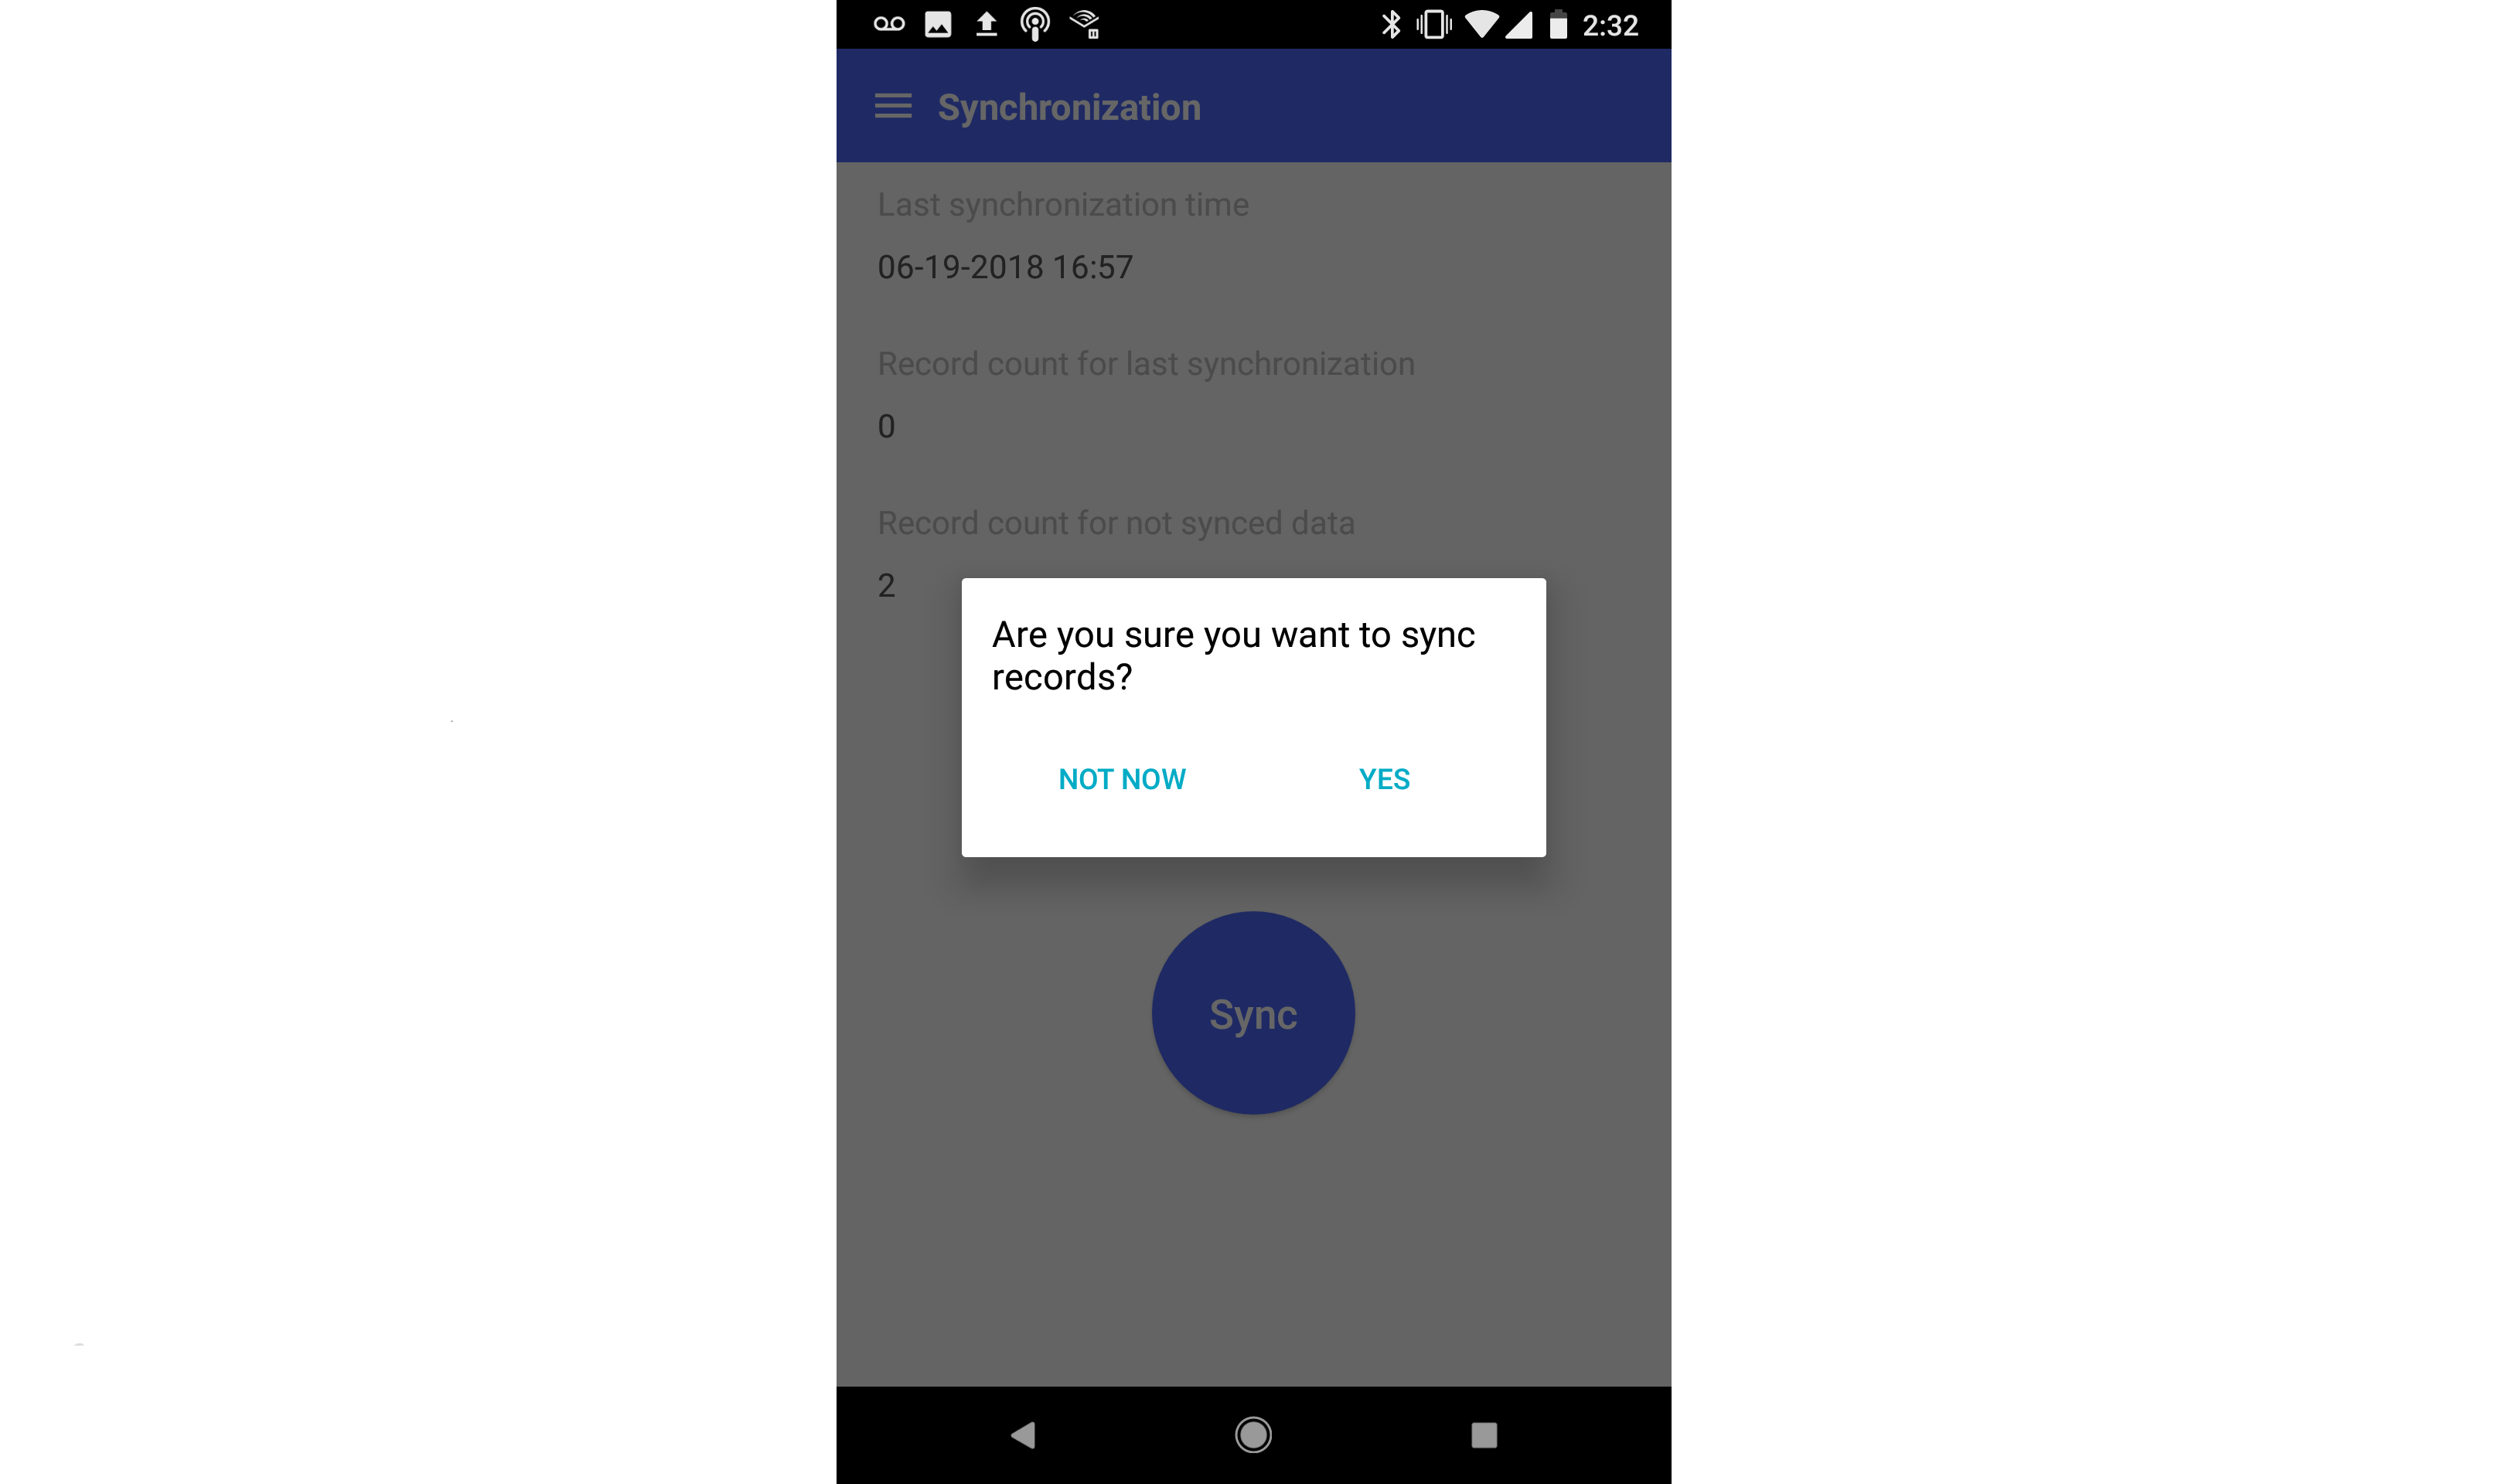 2:32
Synchronization
Last synchronization time
06-19-2018 16:57
Record count for last synchronization
0
Record count for not synced data
2
Are you sure you want to sync
records?
NOT NOW YES
Sync